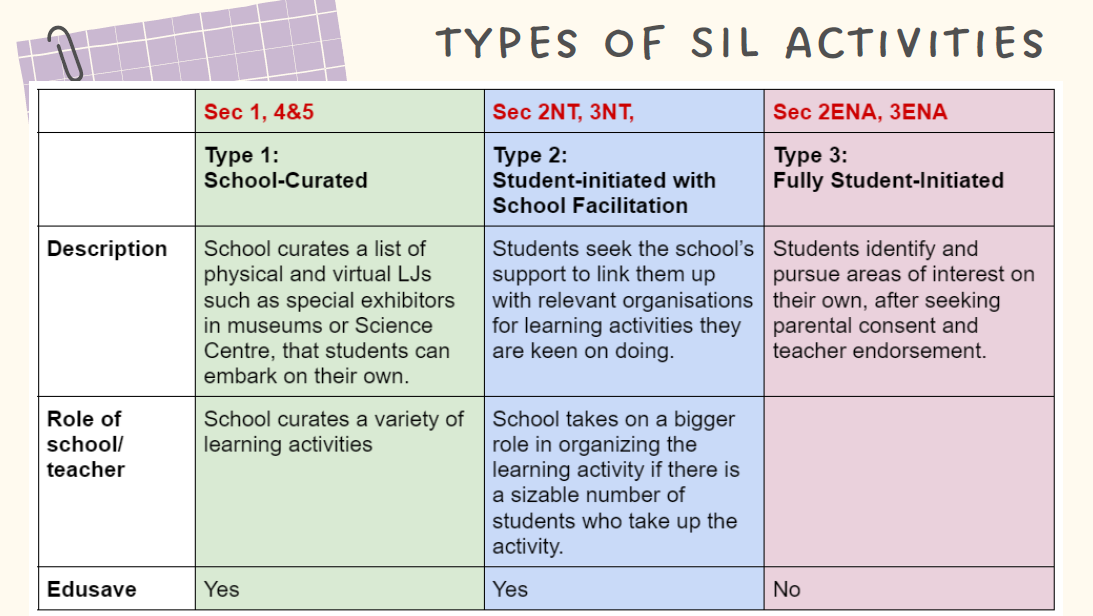 TYPES OF SIL ACTIVITIES
Sec 1, 4&5
Sec 2NT, 3NT,
Sec 2ENA, 3ENA
Type 1:
School-Curated
Type 2:
Student-initiated with
School Facilitation
Type 3:
Fully Student-Initiated
Description
School curates a list of
physical and virtual LJs
such as special exhibitors
in museums or Science
Centre, that students can
embark on their own.
Students seek the school's
support to link them up
with relevant organisations
for learning activities they
are keen on doing.
Students identify and
pursue areas of interest on
their own, after seeking
parental consent and
teacher endorsement.
Role of
school/
teacher
School curates a variety of
learning activities
School takes on a bigger
role in organizing the
learning activity if there is
a sizable number of
students who take up the
activity.
Edusave
Yes
Yes
No